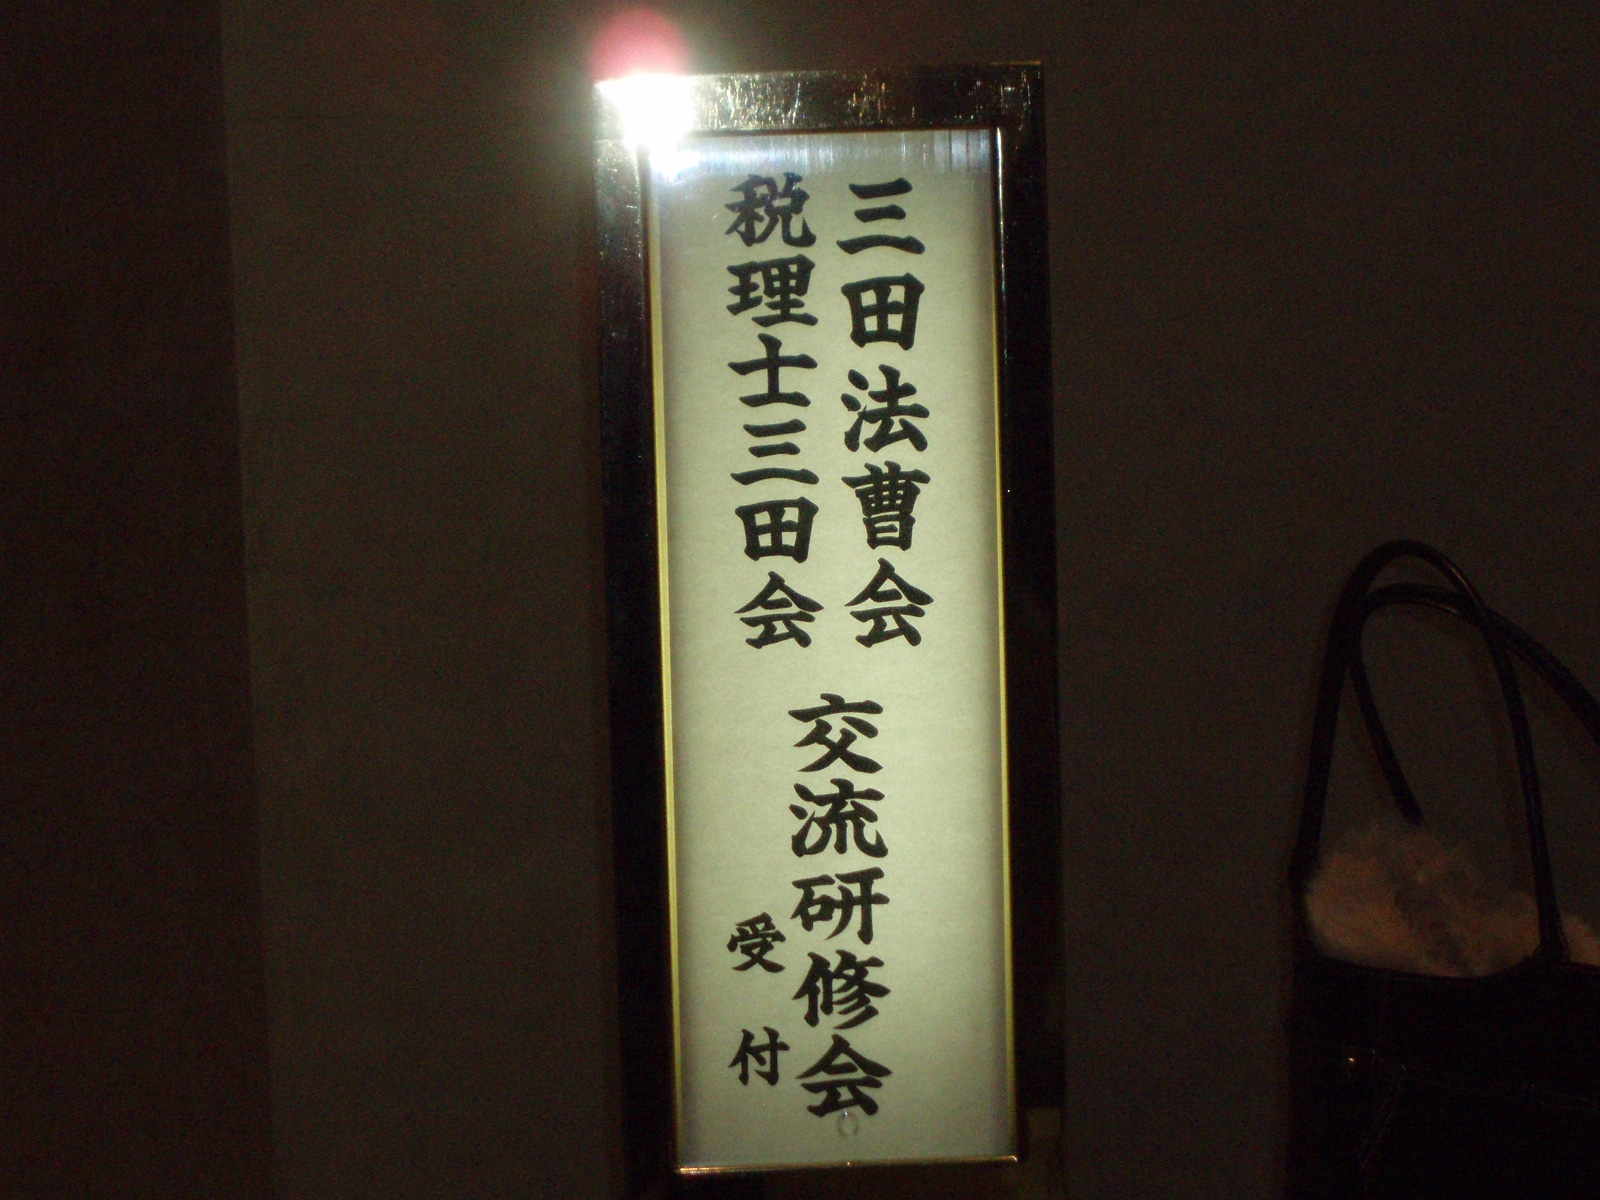 三田法曹会
税理士三田会
交流研修会
受付